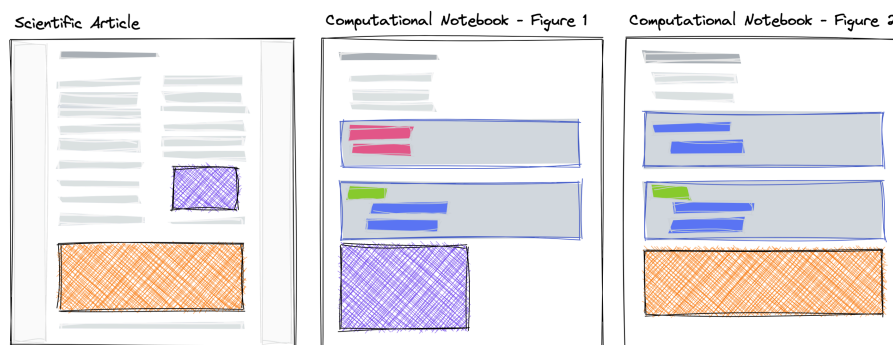 Scientific Article
Computational Notebook - Figure 1
Computational Notebook - Figure 2